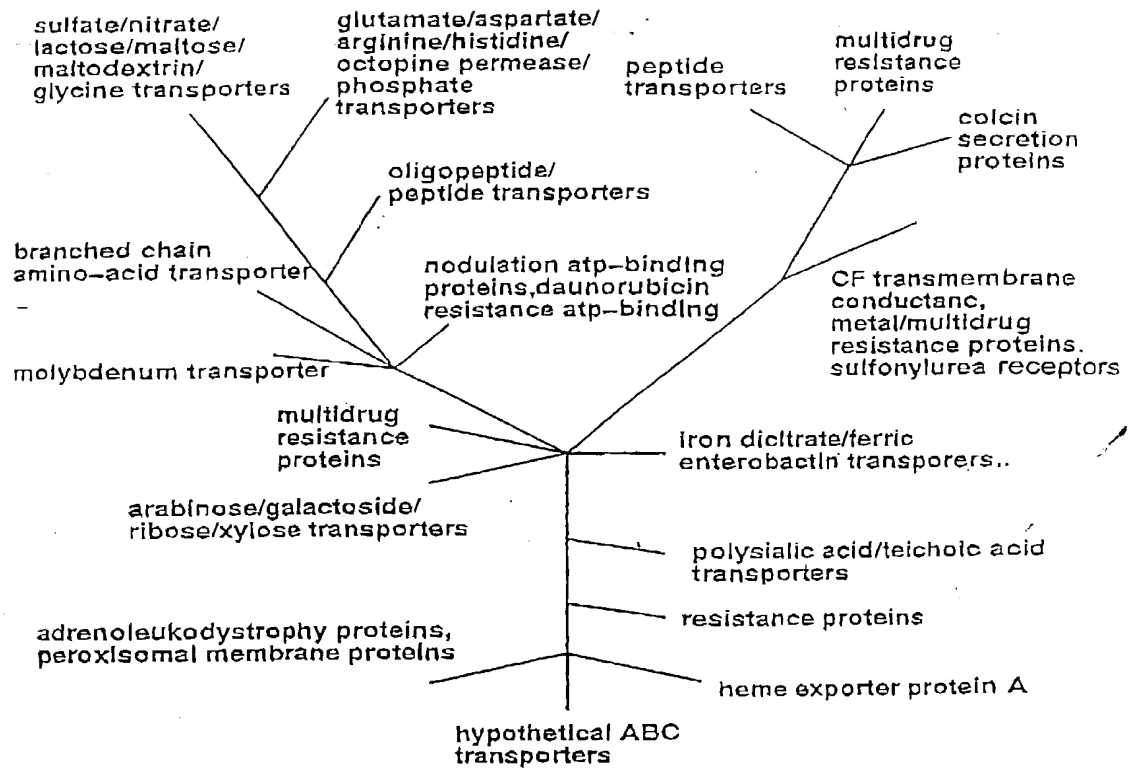 sulfate/nitrate/
lactose/maltose/
maltodextrin/
glycine transporters
glutamate/aspartate/
arginine/histidine/
octopine permease/
phosphate
transporters
peptide
transporters
multidrug
resistance
proteins
colcin
secretion
proteins
oligopeptide/
peptide transporters
branched chain
amino-acid transporter
nodulation atp-binding
proteins,daunorubicin
resistance atp-binding
CF transmembrane
conductanc,
metal/multidrug
resistance proteins.
sulfonylurea receptors
molybdenum transporter
multidrug
resistance
proteins
iron dicitrate/ferric
enterobactin transporers..
arabinose/galactoside/
ribose/xylose transporters
polysialic acid/teichoic acid
transporters
resistance proteins
adrenoleukodystrophy proteins,
peroxisomal membrane proteins
heme exporter protein A
hypothetical ABC
transporters